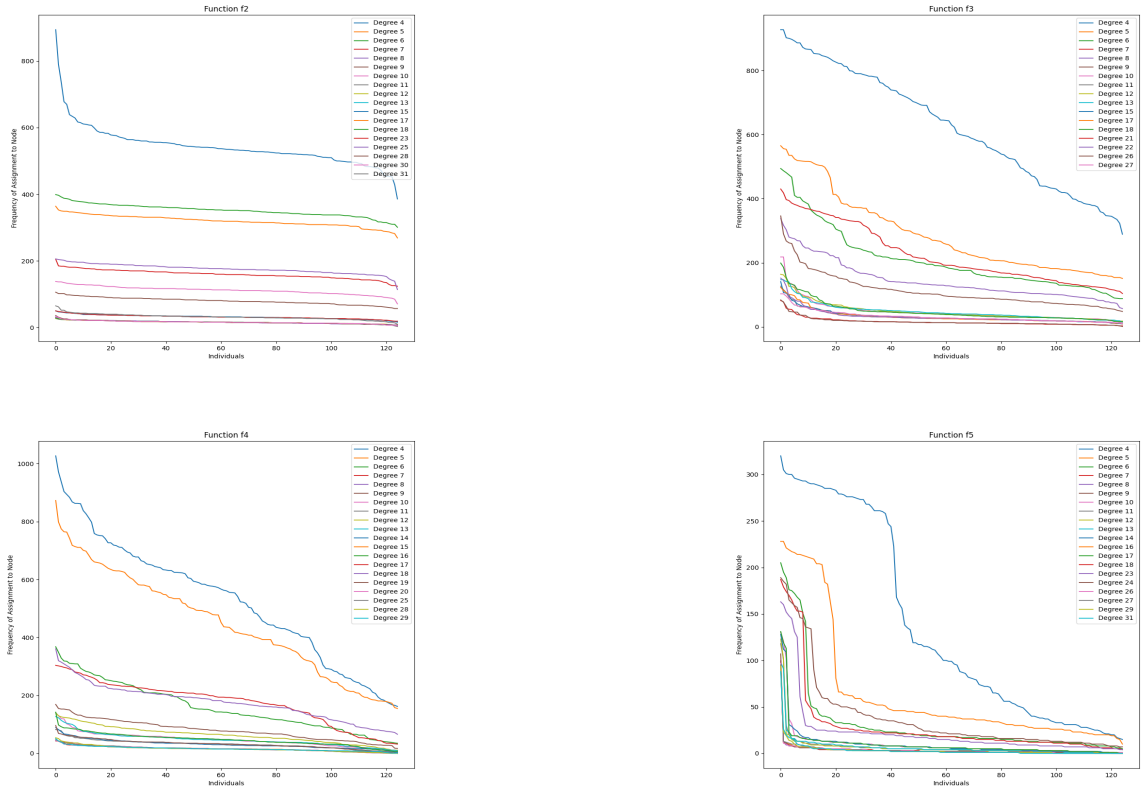 Function f2
Frequency of Assignment to Node
800
600
400
200
0
Degree 4
Degree 5
Degree 6
Degree 7
Degree 8
Degree 9
Degree 10
Degree 11
Degree 12
Degree 13
Degree 15
Degree 17
Degree 18
Degree 23
Degree 25
Degree 28
Degree 30
Degree 31
0 20 40 60 80 100 120
Individuals
Function f3
Frequency of Assignment to Node
800
600
400
200
0
Degree 4
Degree 5
Degree 6
Degree 7
Degree 8
Degree 9
Degree 10
Degree 11
Degree 12
Degree 13
Degree 15
Degree 17
Degree 18
Degree 21
Degree 22
Degree 26
Degree 27
0 20 40 60 80 100 120
Individuals
Function f4
Frequency of Assignment to Node
1000
800
600
400
200
0
Degree 4
Degree 5
Degree 6
Degree 7
Degree 8
Degree 9
Degree 10
Degree 11
Degree 12
Degree 13
Degree 14
Degree 15
Degree 16
Degree 17
Degree 18
Degree 19
Degree 20
Degree 25
Degree 28
Degree 29
0 20 40 60 80 100 120
Individuals
Function f5
Frequency of Assignment to Node
300
250
200
150
100
50
0
Degree 4
Degree 5
Degree 6
Degree 7
Degree 8
Degree 9
Degree 10
Degree 11
Degree 12
Degree 13
Degree 14
Degree 16
Degree 17
Degree 18
Degree 23
Degree 24
Degree 26
Degree 27
Degree 29
Degree 31
0 20 40 60 80 100 120
Individuals